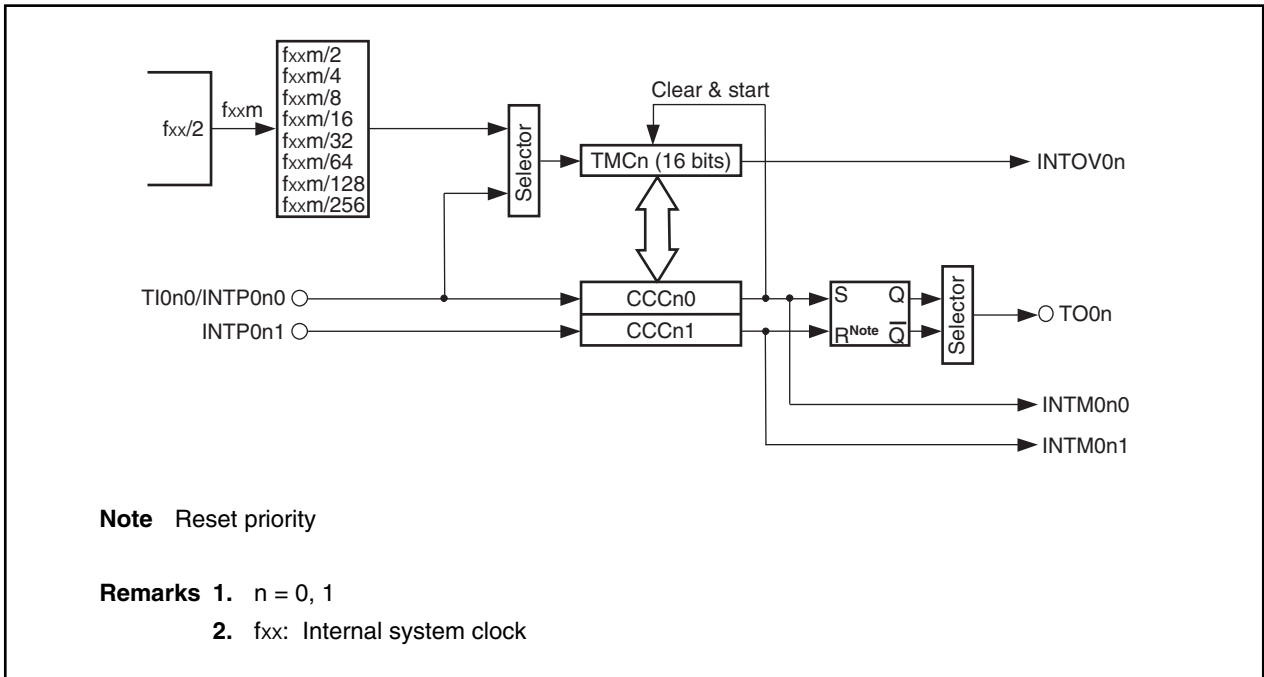 fxx/2
fxxm
fxxm/2
fxxm/4
fxxm/8
fxxm/16
fxxm/32
fxxm/64
fxxm/128
fxxm/256
Selector
Clear & start
TMCn (16 bits)
INTOV0n
TI0n0/INTP0n0
INTP0n1
CCCn0
CCCn1
S Q
RNote Q̅
Selector
TO0n
INTM0n0
INTM0n1
Note Reset priority
Remarks 1. n = 0, 1
2. fxx: Internal system clock